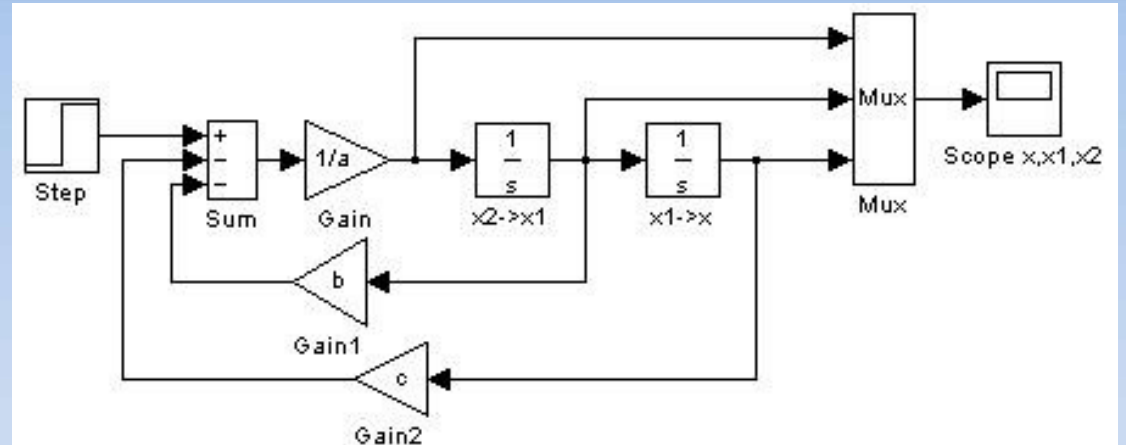 Step
+
−
−
Sum
1/a
Gain
1
s
x2->x1
1
s
x1->x
Mux
Mux
Scope x,x1,x2
b
Gain1
c
Gain2